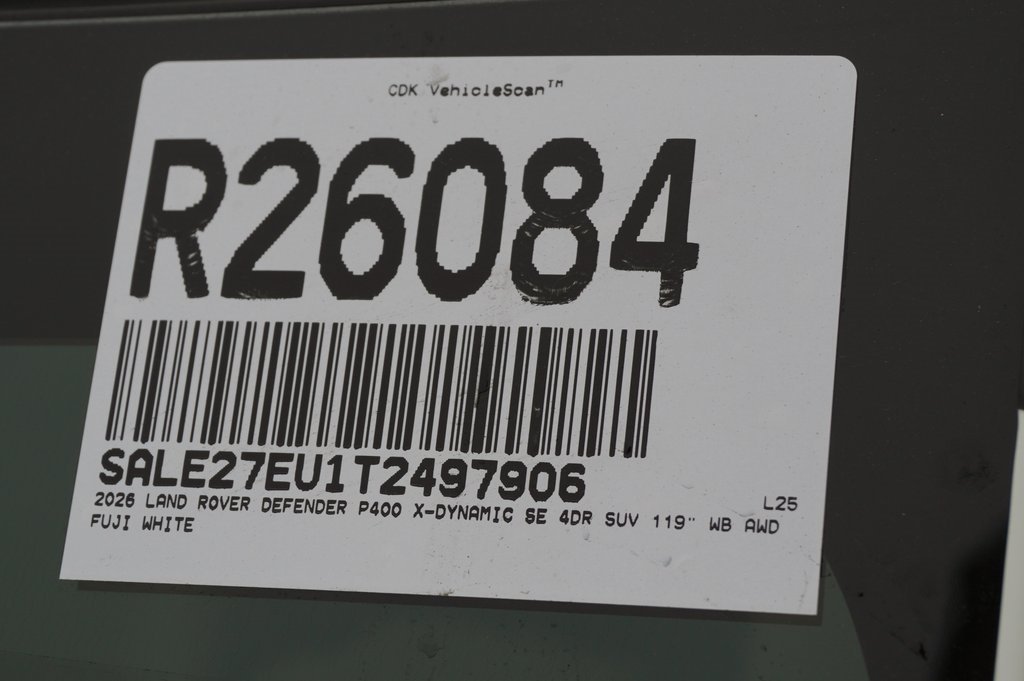 CDK VehicleScan™
R26084
SALE27EU1T2497906
L25
2026 LAND ROVER DEFENDER P400 X-DYNAMIC SE 4DR SUV 119" WB AWD
FUJI WHITE